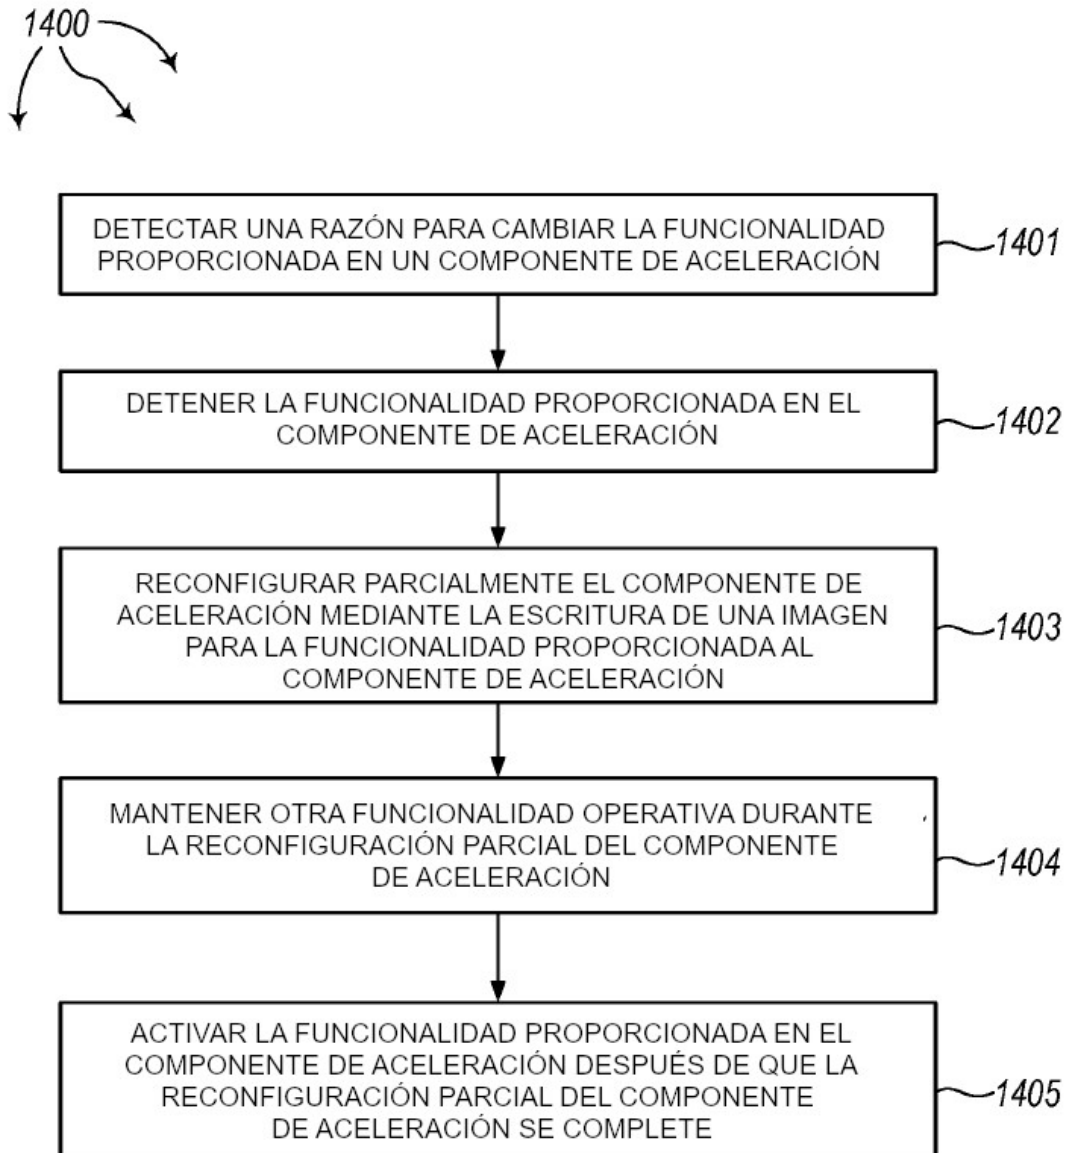 1400
DETECTAR UNA RAZÓN PARA CAMBIAR LA FUNCIONALIDAD
PROPORCIONADA EN UN COMPONENTE DE ACELERACIÓN
1401
DETENER LA FUNCIONALIDAD PROPORCIONADA EN EL
COMPONENTE DE ACELERACIÓN
1402
RECONFIGURAR PARCIALMENTE EL COMPONENTE DE
ACELERACIÓN MEDIANTE LA ESCRITURA DE UNA IMAGEN
PARA LA FUNCIONALIDAD PROPORCIONADA AL
COMPONENTE DE ACELERACIÓN
1403
MANTENER OTRA FUNCIONALIDAD OPERATIVA DURANTE
LA RECONFIGURACIÓN PARCIAL DEL COMPONENTE
DE ACELERACIÓN
1404
ACTIVAR LA FUNCIONALIDAD PROPORCIONADA EN EL
COMPONENTE DE ACELERACIÓN DESPUÉS DE QUE LA
RECONFIGURACIÓN PARCIAL DEL COMPONENTE
DE ACELERACIÓN SE COMPLETE
1405